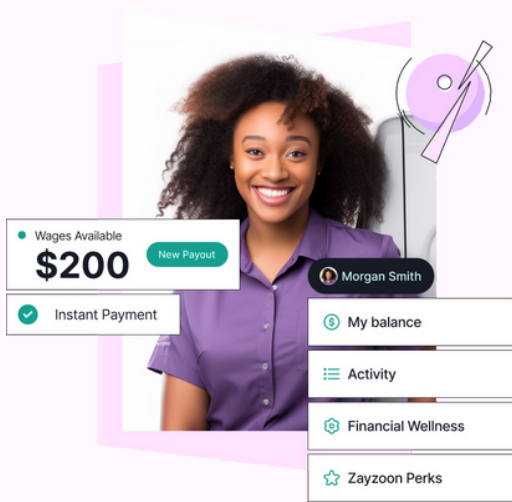 Wages Available
$200
New Payout
Instant Payment
Morgan Smith
My balance
Activity
Financial Wellness
Zayzoon Perks